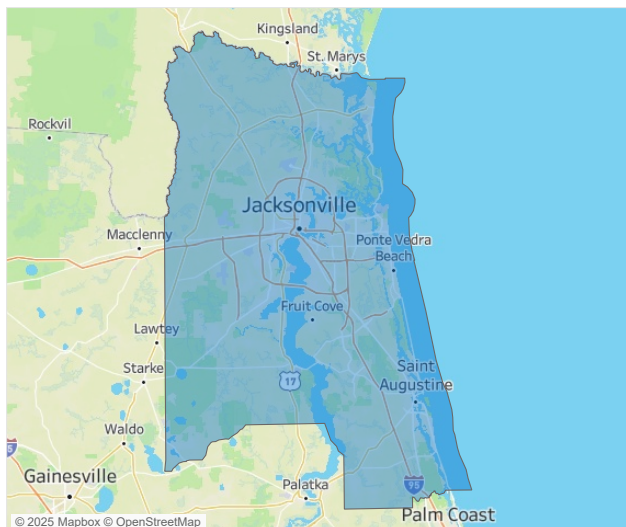 Kingsland
St. Marys
Rockvil
Jacksonville
Macclenny
Ponte Vedra
Beach
Fruit Cove
Lawtey
Starke
Saint
Augustine
17
Waldo
Gainesville
Palatka
95
Palm Coast
© 2025 Mapbox © OpenStreetMap